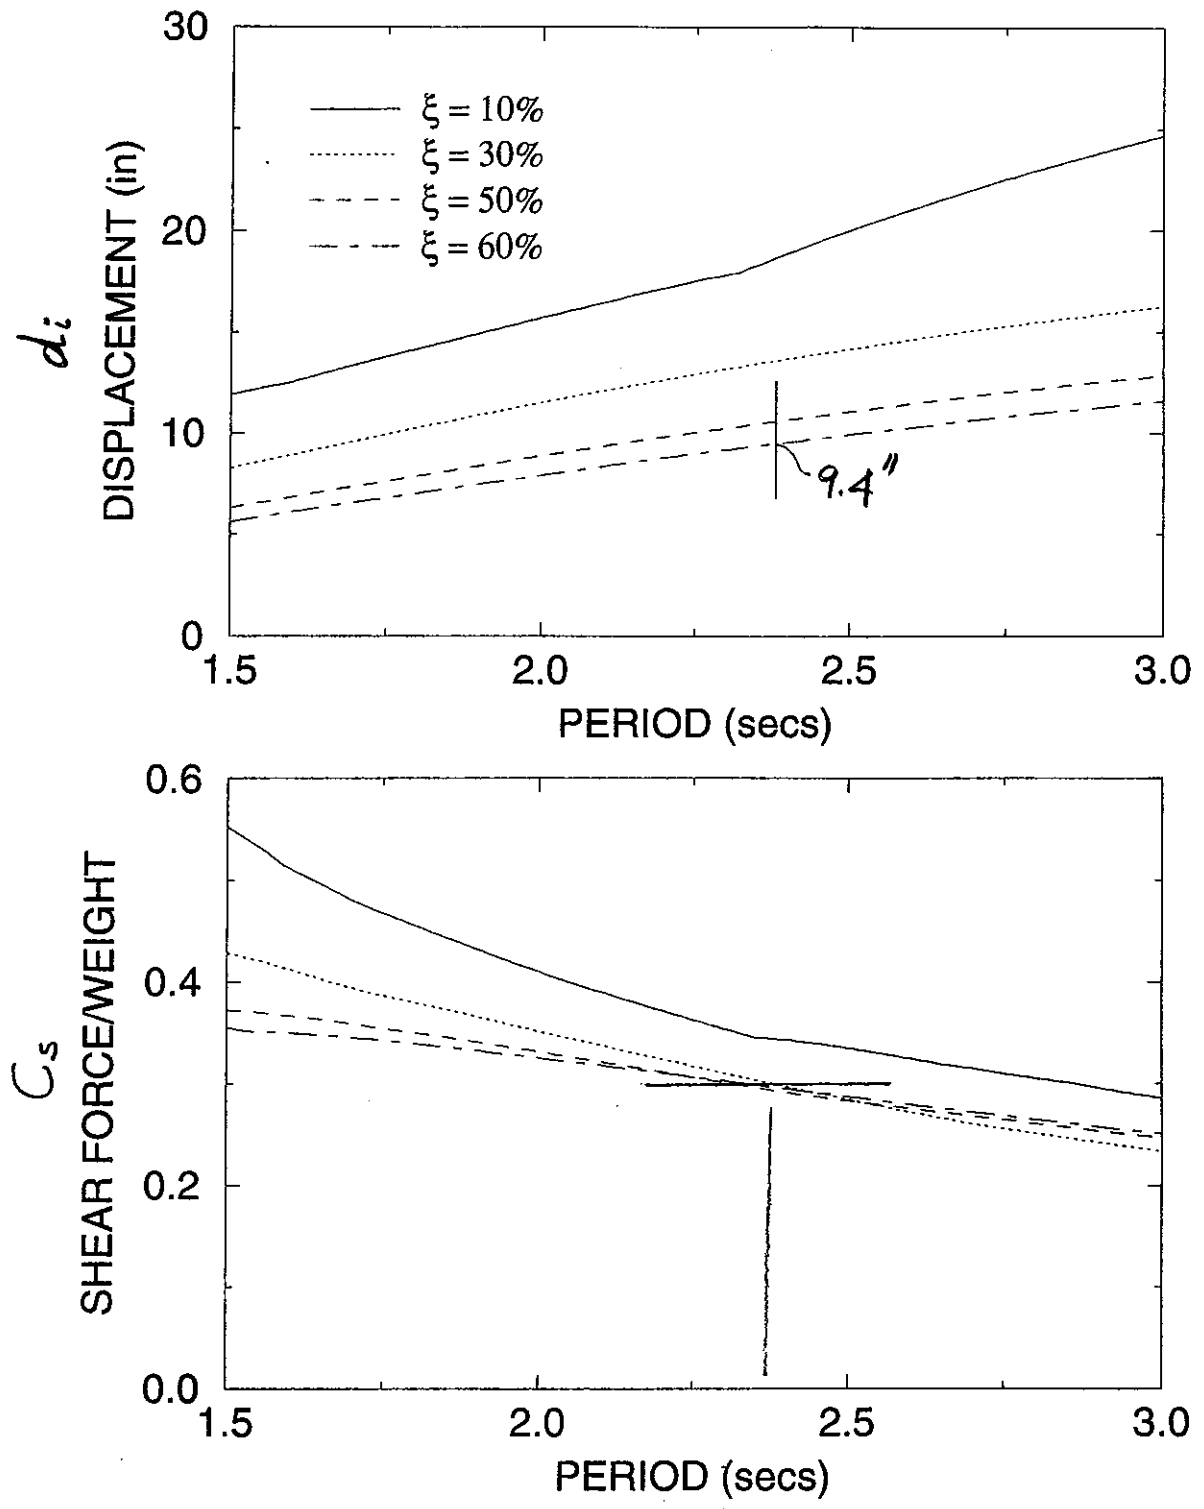 30
20
10
0
d_i
DISPLACEMENT (in)
ξ = 10%
ξ = 30%
ξ = 50%
ξ = 60%
9.4"
1.5 2.0 2.5 3.0
PERIOD (secs)
0.6
0.4
0.2
0.0
C_s
SHEAR FORCE/WEIGHT
1.5 2.0 2.5 3.0
PERIOD (secs)